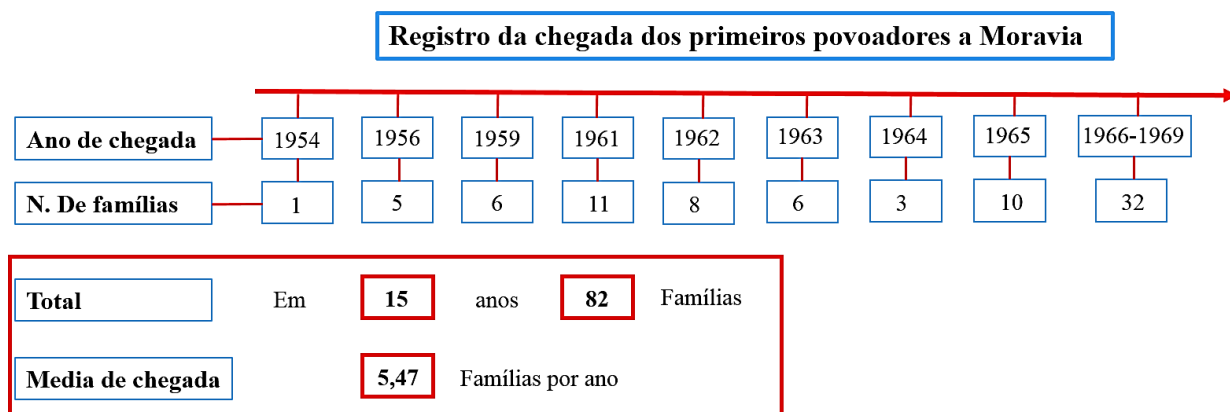 Registro da chegada dos primeiros povoadores a Moravia
Ano de chegada 1954 1956 1959 1961 1962 1963 1964 1965 1966-1969
N. De famílias 1 5 6 11 8 6 3 10 32
Total Em 15 anos 82 Famílias
Media de chegada 5,47 Famílias por ano